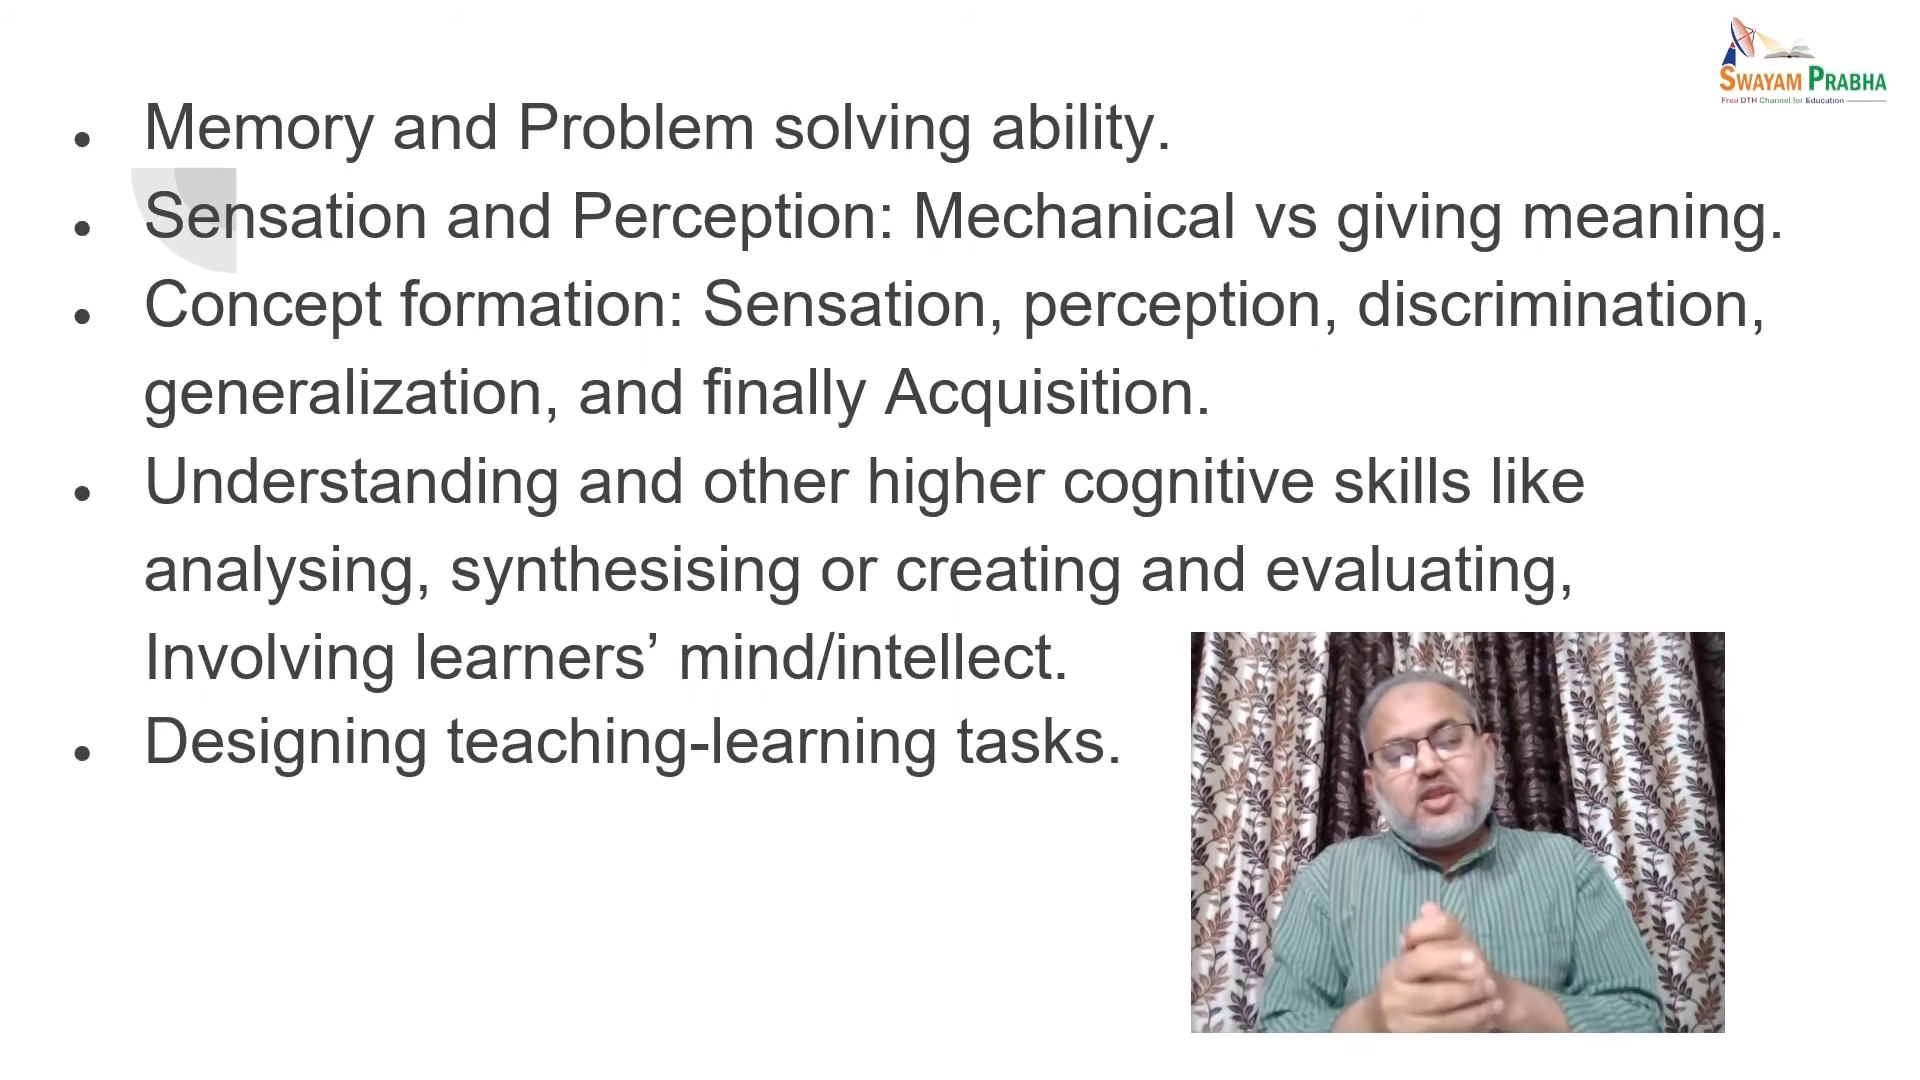 SWAYAM PRABHA
Free DTH Channel for Education
• Memory and Problem solving ability.
• Sensation and Perception: Mechanical vs giving meaning.
• Concept formation: Sensation, perception, discrimination,
generalization, and finally Acquisition.
• Understanding and other higher cognitive skills like
analysing, synthesising or creating and evaluating,
Involving learners’ mind/intellect.
• Designing teaching-learning tasks.